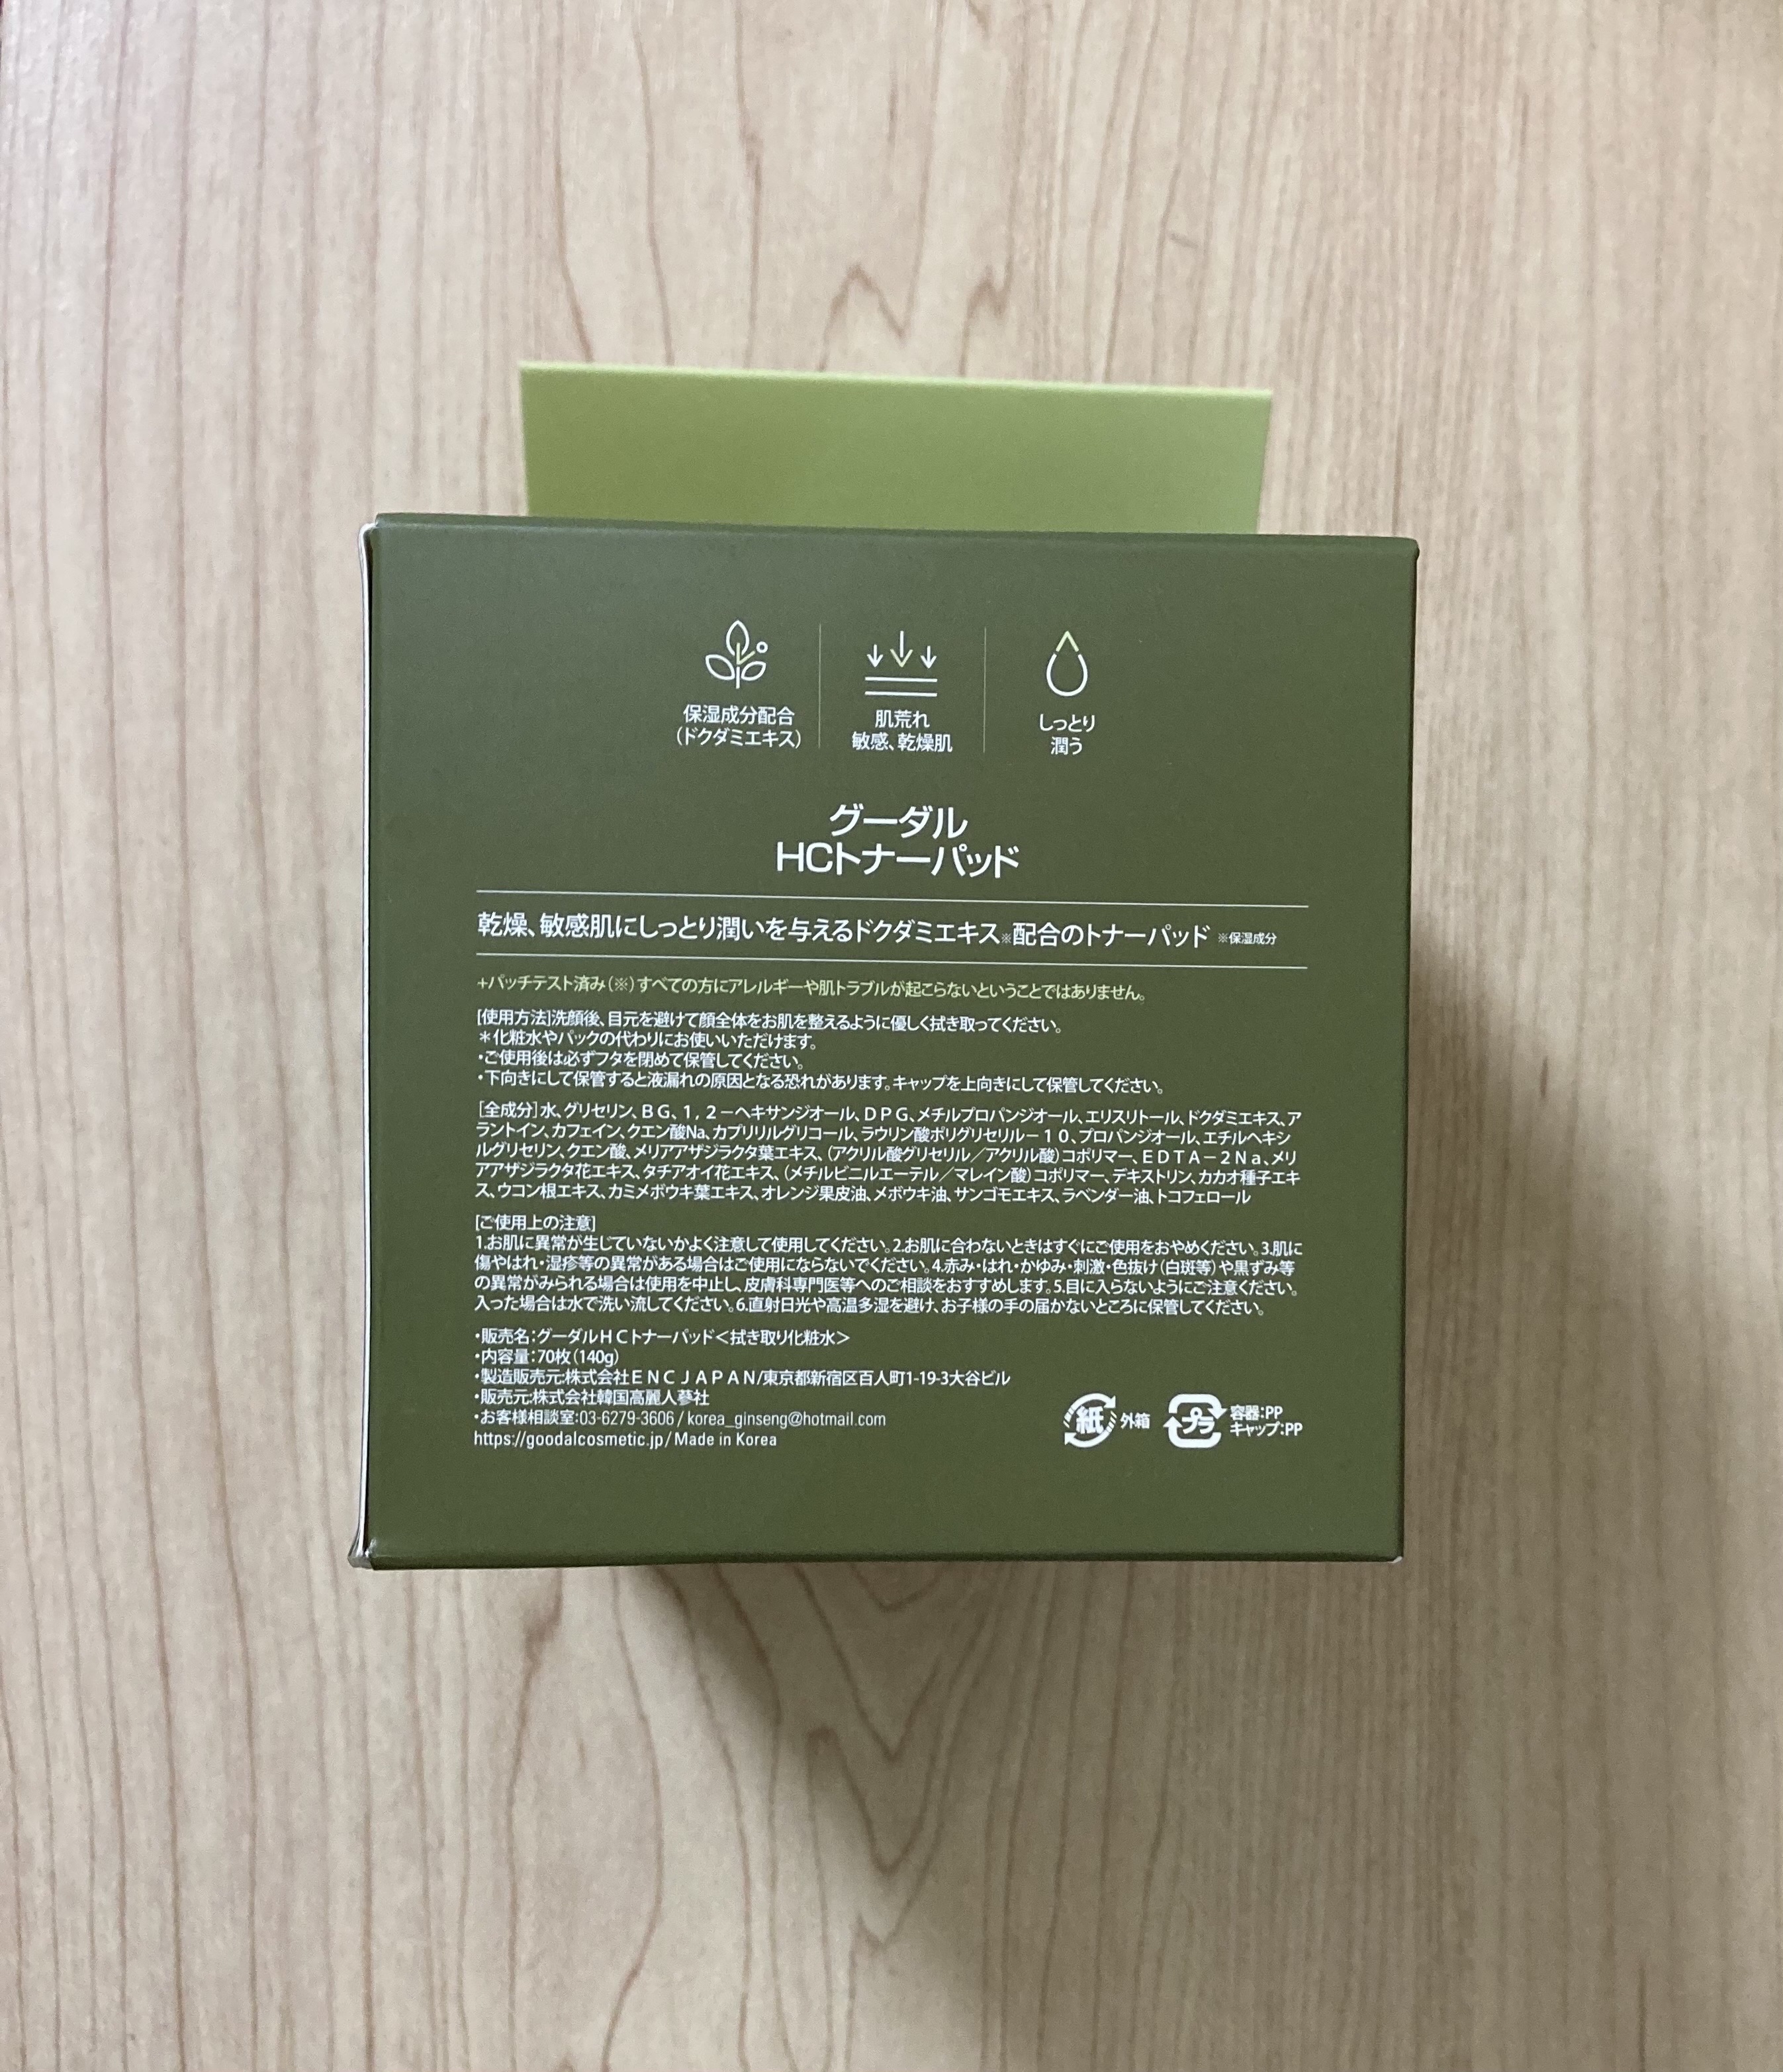 保湿成分配合
(ドクダミエキス)
肌荒れ
敏感、乾燥肌
しっとり
潤う
グーダル
HCトナーパッド
乾燥、敏感肌にしっとり潤いを与えるドクダミエキス※配合のトナーパッド ※保湿成分
+パッチテスト済み(※)すべての方にアレルギーや肌トラブルが起こらないということではありません。
[使用方法]洗顔後、目元を避けて顔全体をお肌を整えるように優しく拭き取ってください。
＊化粧水やパックの代わりにお使いいただけます。
・ご使用後は必ずフタを閉めて保管してください。
・下向きにして保管すると液漏れの原因となる恐れがあります。キャップを上向きにして保管してください。
[全成分]水、グリセリン、ＢＧ、１，２－ヘキサンジオール、ＤＰＧ、メチルプロパンジオール、エリスリトール、ドクダミエキス、ア
ラントイン、カフェイン、クエン酸Na、カプリリルグリコール、ラウリン酸ポリグリセリル－１０、プロパンジオール、エチルヘキシ
ルグリセリン、クエン酸、メリアアザジラクタ葉エキス、(アクリル酸グリセリル／アクリル酸)コポリマー、ＥＤＴＡ－２Ｎａ、メリ
アアザジラクタ花エキス、タチアオイ花エキス、(メチルビニルエーテル／マレイン酸)コポリマー、デキストリン、カカオ種子エキ
ス、ウコン根エキス、カミメボウキ葉エキス、オレンジ果皮油、メボウキ油、サンゴモエキス、ラベンダー油、トコフェロール
[ご使用上の注意]
1.お肌に異常が生じていないかよく注意して使用してください。2.お肌に合わないときはすぐにご使用をおやめください。3.肌に
傷やはれ・湿疹等の異常がある場合はご使用にならないでください。4.赤み・はれ・かゆみ・刺激・色抜け(白斑等)や黒ずみ等
の異常がみられる場合は使用を中止し、皮膚科専門医等へのご相談をおすすめします。5.目に入らないようにご注意ください。
入った場合は水で洗い流してください。6.直射日光や高温多湿を避け、お子様の手の届かないところに保管してください。
・販売名：グーダルＨＣトナーパッド＜拭き取り化粧水＞
・内容量：70枚(140g)
・製造販売元:株式会社ＥＮＣ ＪＡＰＡＮ/東京都新宿区百人町1-19-3大谷ビル
・販売元:株式会社韓国高麗人蔘社
・お客様相談室：03-6279-3606 / korea_ginseng@hotmail.com
https://goodalcosmetic.jp / Made in Korea
紙 外箱
プラ 容器：PP
キャップ：PP